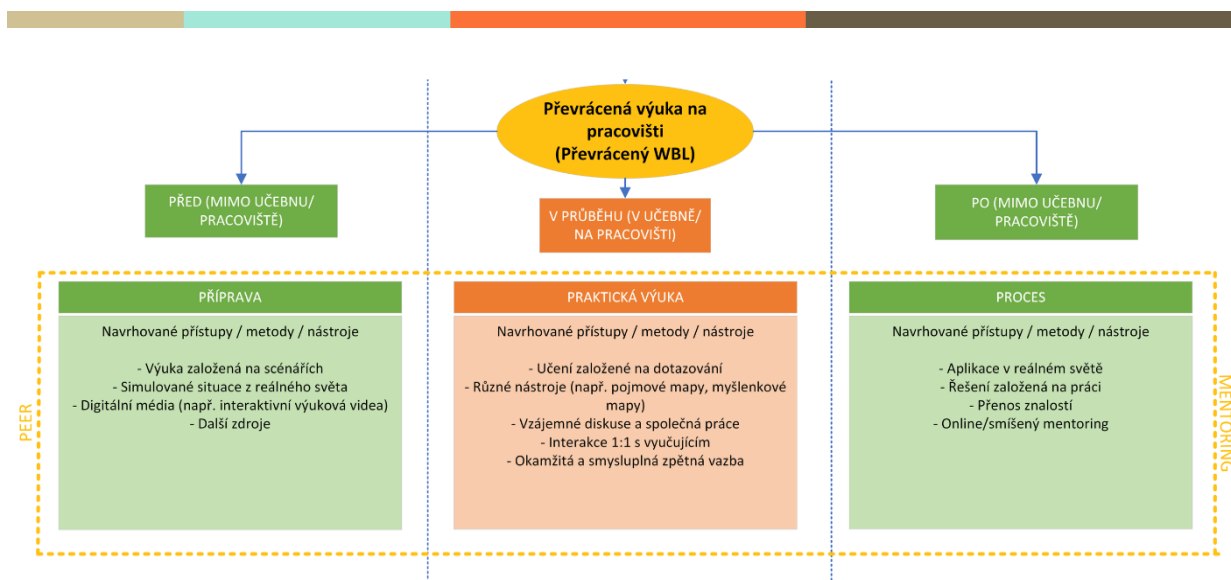 Převrácená výuka na
pracovišti
(Převrácený WBL)
PŘED (MIMO UČEBNU/
PRACOVIŠTĚ)
V PRŮBĚHU (V UČEBNĚ/
NA PRACOVIŠTI)
PO (MIMO UČEBNU/
PRACOVIŠTĚ)
PEER
PŘÍPRAVA
Navrhované přístupy / metody / nástroje
- Výuka založená na scénářích
- Simulované situace z reálného světa
- Digitální média (např. interaktivní výuková videa)
- Další zdroje
PRAKTICKÁ VÝUKA
Navrhované přístupy / metody / nástroje
- Učení založené na dotazování
- Různé nástroje (např. pojmové mapy, myšlenkové
mapy)
- Vzájemné diskuse a společná práce
- Interakce 1:1 s vyučujícím
- Okamžitá a smysluplná zpětná vazba
PROCES
Navrhované přístupy / metody / nástroje
- Aplikace v reálném světě
- Řešení založená na práci
- Přenos znalostí
- Online/smíšený mentoring
MENTORING